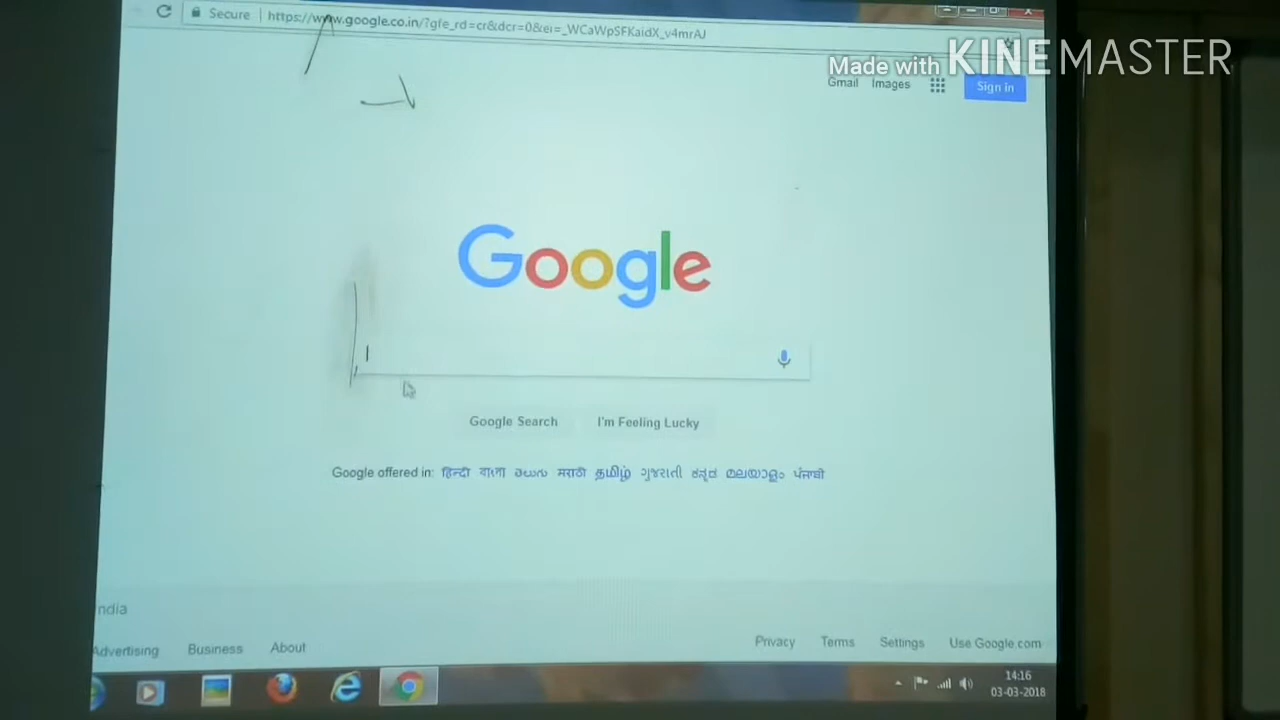 Secure | https://www.google.co.in/?gfe_rd=cr&dcr=0&ei=_WCaWpSFKaidX_v4mrAJ
Made with KINEMASTER
Gmail Images Sign in
Google
Google Search I'm Feeling Lucky
Google offered in: हिन्दी বাংলা తెలుగు मराठी தமிழ் ગુજરાતી ಕನ್ನಡ മലയാളം ਪੰਜਾਬੀ
ndia
Advertising Business About Privacy Terms Settings Use Google.com
14:16
03-03-2018